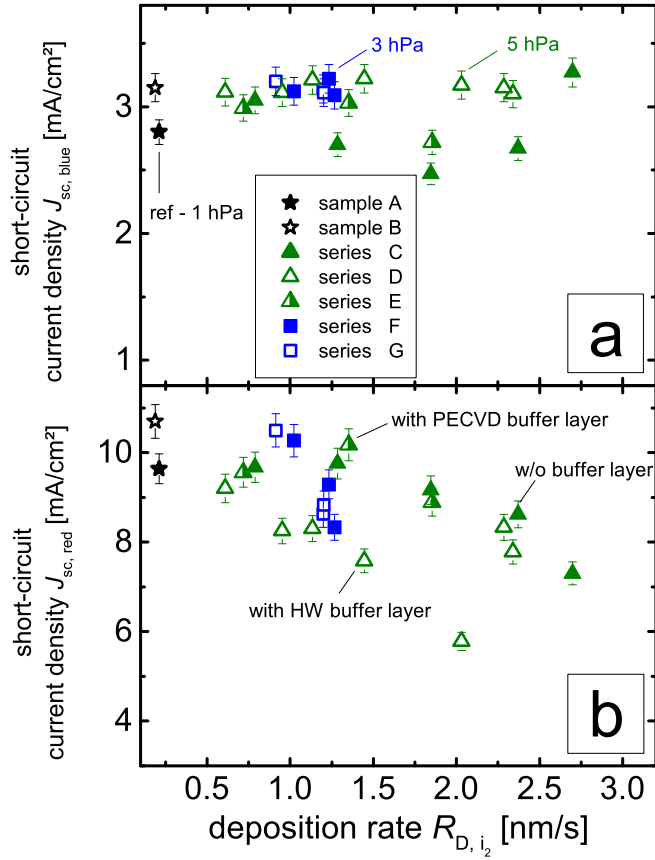 short-circuit
current density J_sc, blue [mA/cm²]
3
2
1
3 hPa
5 hPa
ref - 1 hPa
sample A
sample B
series C
series D
series E
series F
series G
a
short-circuit
current density J_sc, red [mA/cm²]
10
8
6
4
with PECVD buffer layer
w/o buffer layer
with HW buffer layer
b
0.5 1.0 1.5 2.0 2.5 3.0
deposition rate R_D, i₂ [nm/s]